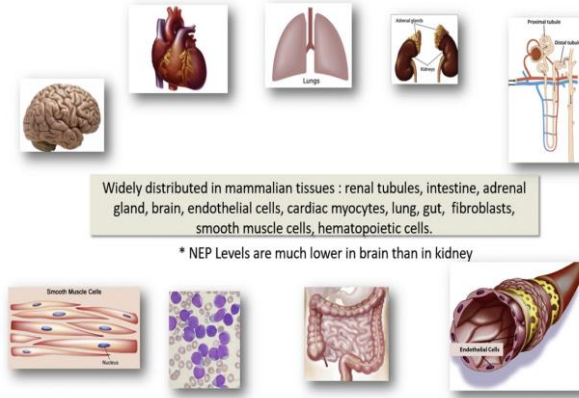 Adrenal glands
Kidneys
Lungs
Proximal tubule
Distal tubule
Widely distributed in mammalian tissues : renal tubules, intestine, adrenal
gland, brain, endothelial cells, cardiac myocytes, lung, gut, fibroblasts,
smooth muscle cells, hematopoietic cells.
* NEP Levels are much lower in brain than in kidney
Smooth Muscle Cells
Nucleus
Endothelial Cells